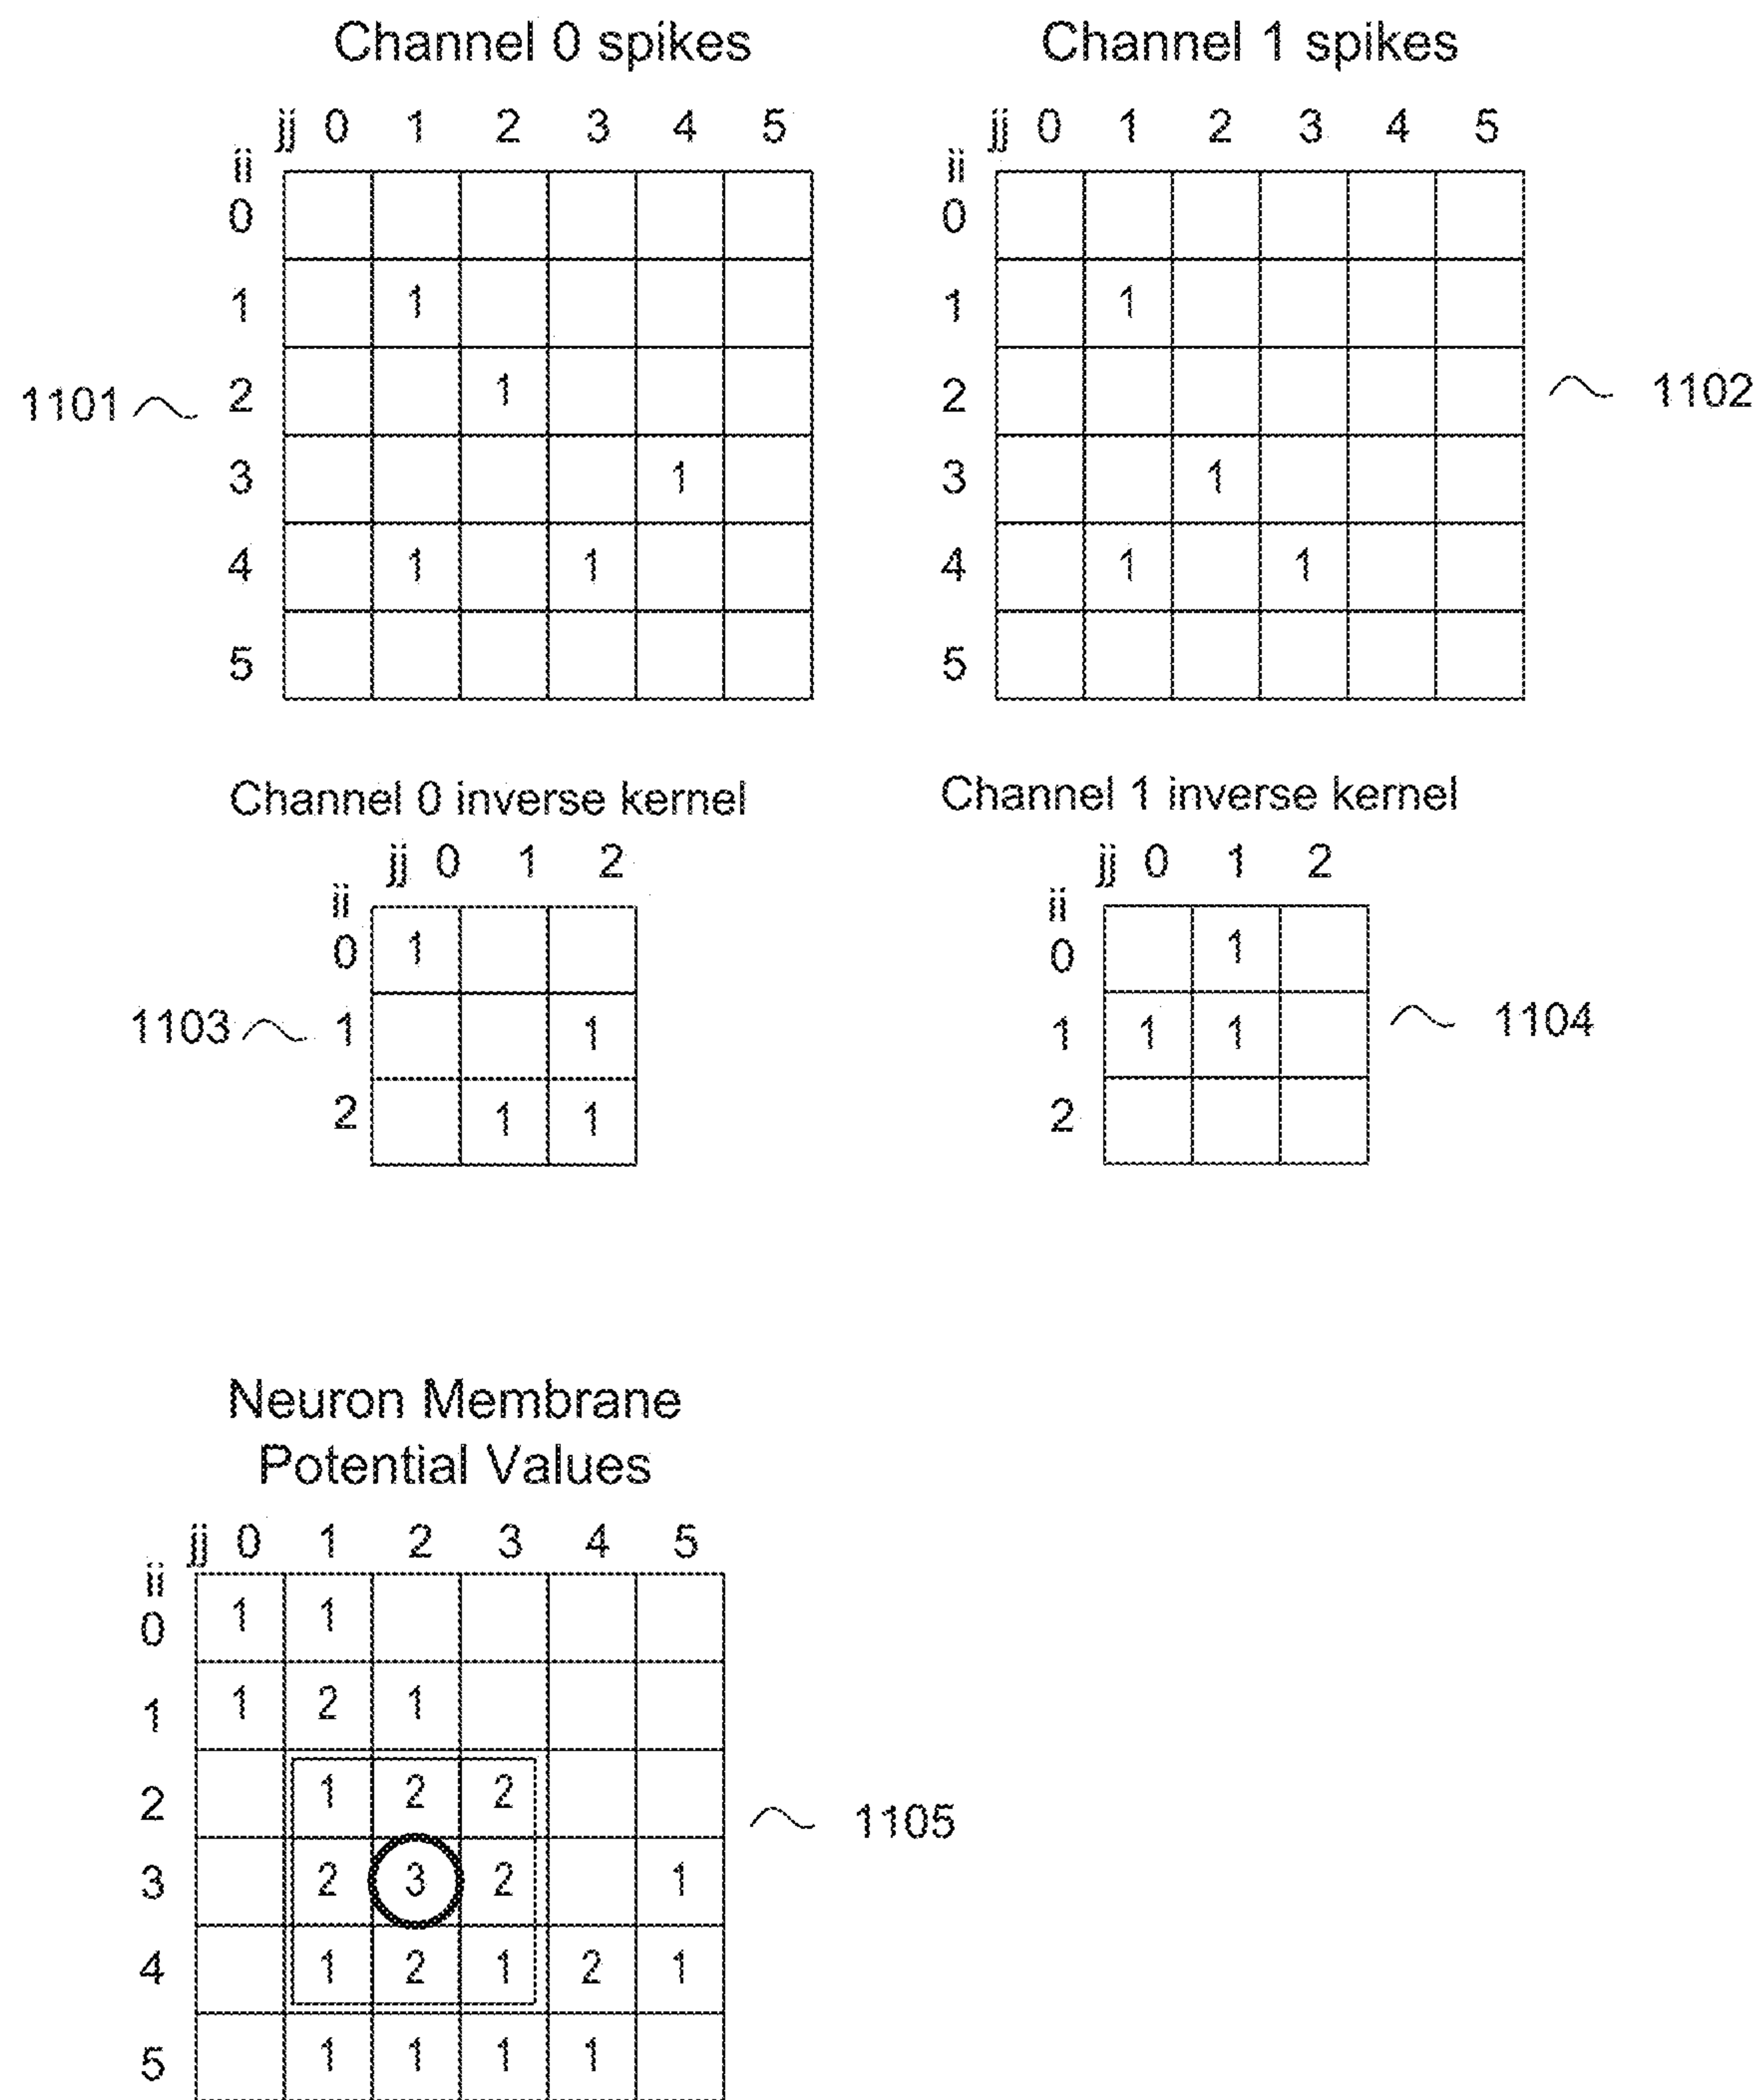 Channel 0 spikes
Channel 1 spikes
jj 0 1 2 3 4 5
jj 0 1 2 3 4 5
ii
ii
0
0
1 1
1 1
1101 2 1
2 1102
3 1
3 1
4 1 1
4 1 1
5
5
Channel 0 inverse kernel
Channel 1 inverse kernel
jj 0 1 2
jj 0 1 2
ii
ii
0 1
0 1
1103 1 1
1 1 1 1104
2 1 1
2
Neuron Membrane
Potential Values
jj 0 1 2 3 4 5
ii
0 1 1
1 1 2 1
2 1 2 2 1105
3 2 3 2 1
4 1 2 1 2 1
5 1 1 1 1